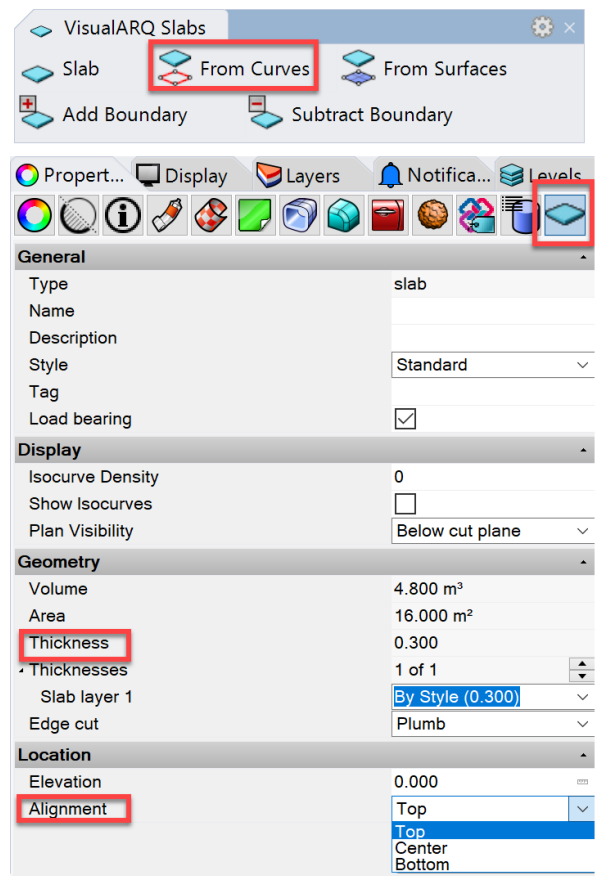 VisualARQ Slabs
Slab From Curves From Surfaces
Add Boundary Subtract Boundary
Propert... Display Layers Notifica... Levels
General
Type slab
Name
Description
Style Standard
Tag
Load bearing
Display
Isocurve Density 0
Show Isocurves
Plan Visibility Below cut plane
Geometry
Volume 4.800 m³
Area 16.000 m²
Thickness 0.300
Thicknesses 1 of 1
Slab layer 1 By Style (0.300)
Edge cut Plumb
Location
Elevation 0.000
Alignment Top
Top
Center
Bottom